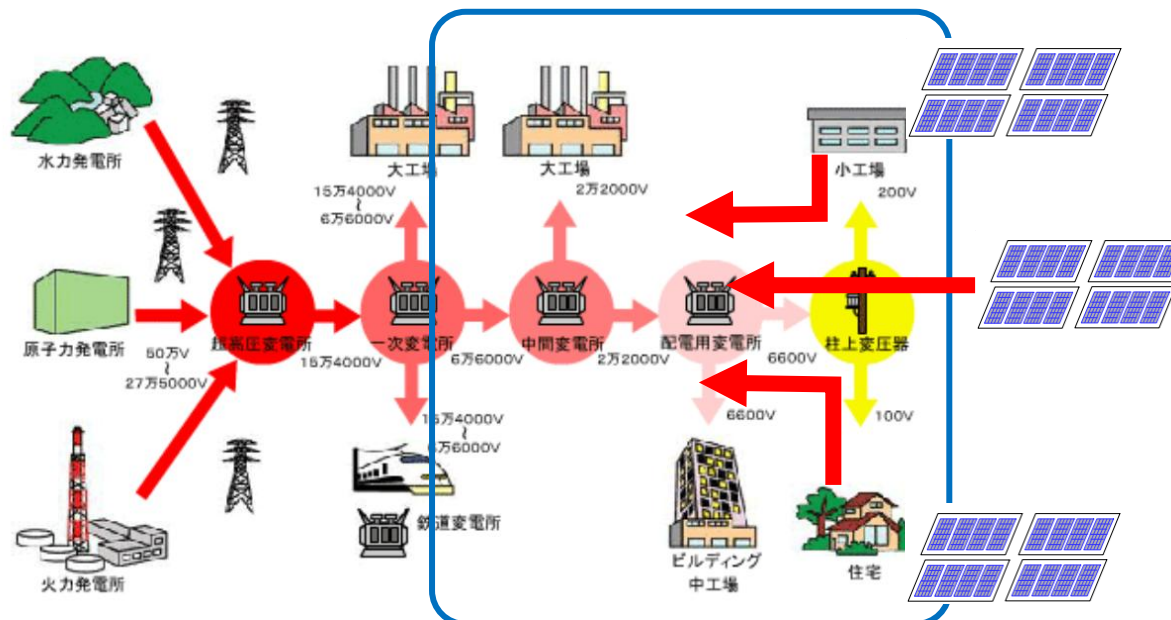 水力発電所
大工場
大工場
小工場
15万4000V
〜
6万6000V
2万2000V
200V
原子力発電所
50万V
〜
27万5000V
超高圧変電所
15万4000V
一次変電所
6万6000V
中間変電所
2万2000V
配電用変電所
6600V
柱上変圧器
15万4000V
〜
6万6000V
6600V
100V
鉄道変電所
火力発電所
ビルディング
中工場
住宅